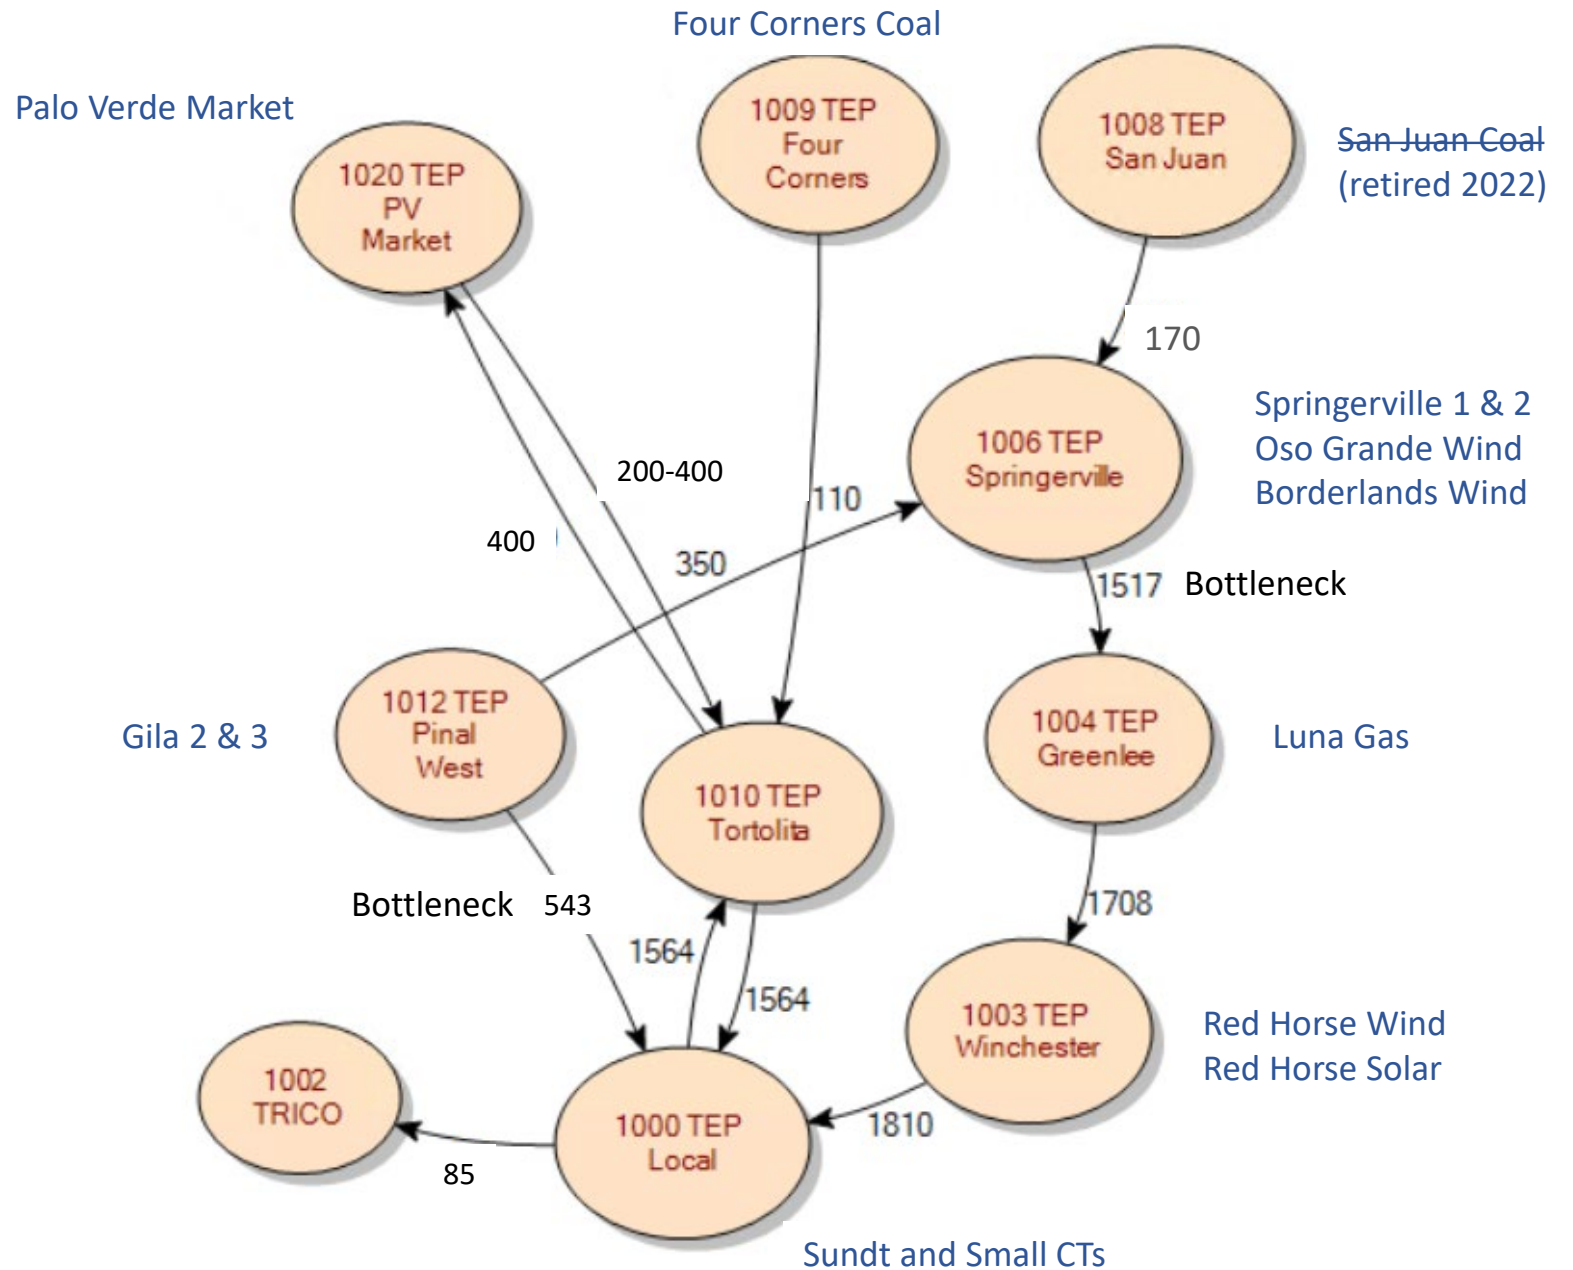 Four Corners Coal
Palo Verde Market
1020 TEP
PV
Market
1009 TEP
Four
Corners
1008 TEP
San Juan
San Juan Coal
(retired 2022)
170
1006 TEP
Springerville
Springerville 1 & 2
Oso Grande Wind
Borderlands Wind
200-400
110
400
350
1517
Bottleneck
1012 TEP
Pinal
West
Gila 2 & 3
1010 TEP
Tortolita
1004 TEP
Greenlee
Luna Gas
Bottleneck
543
1708
1564
1564
1003 TEP
Winchester
Red Horse Wind
Red Horse Solar
1002
TRICO
85
1000 TEP
Local
1810
Sundt and Small CTs